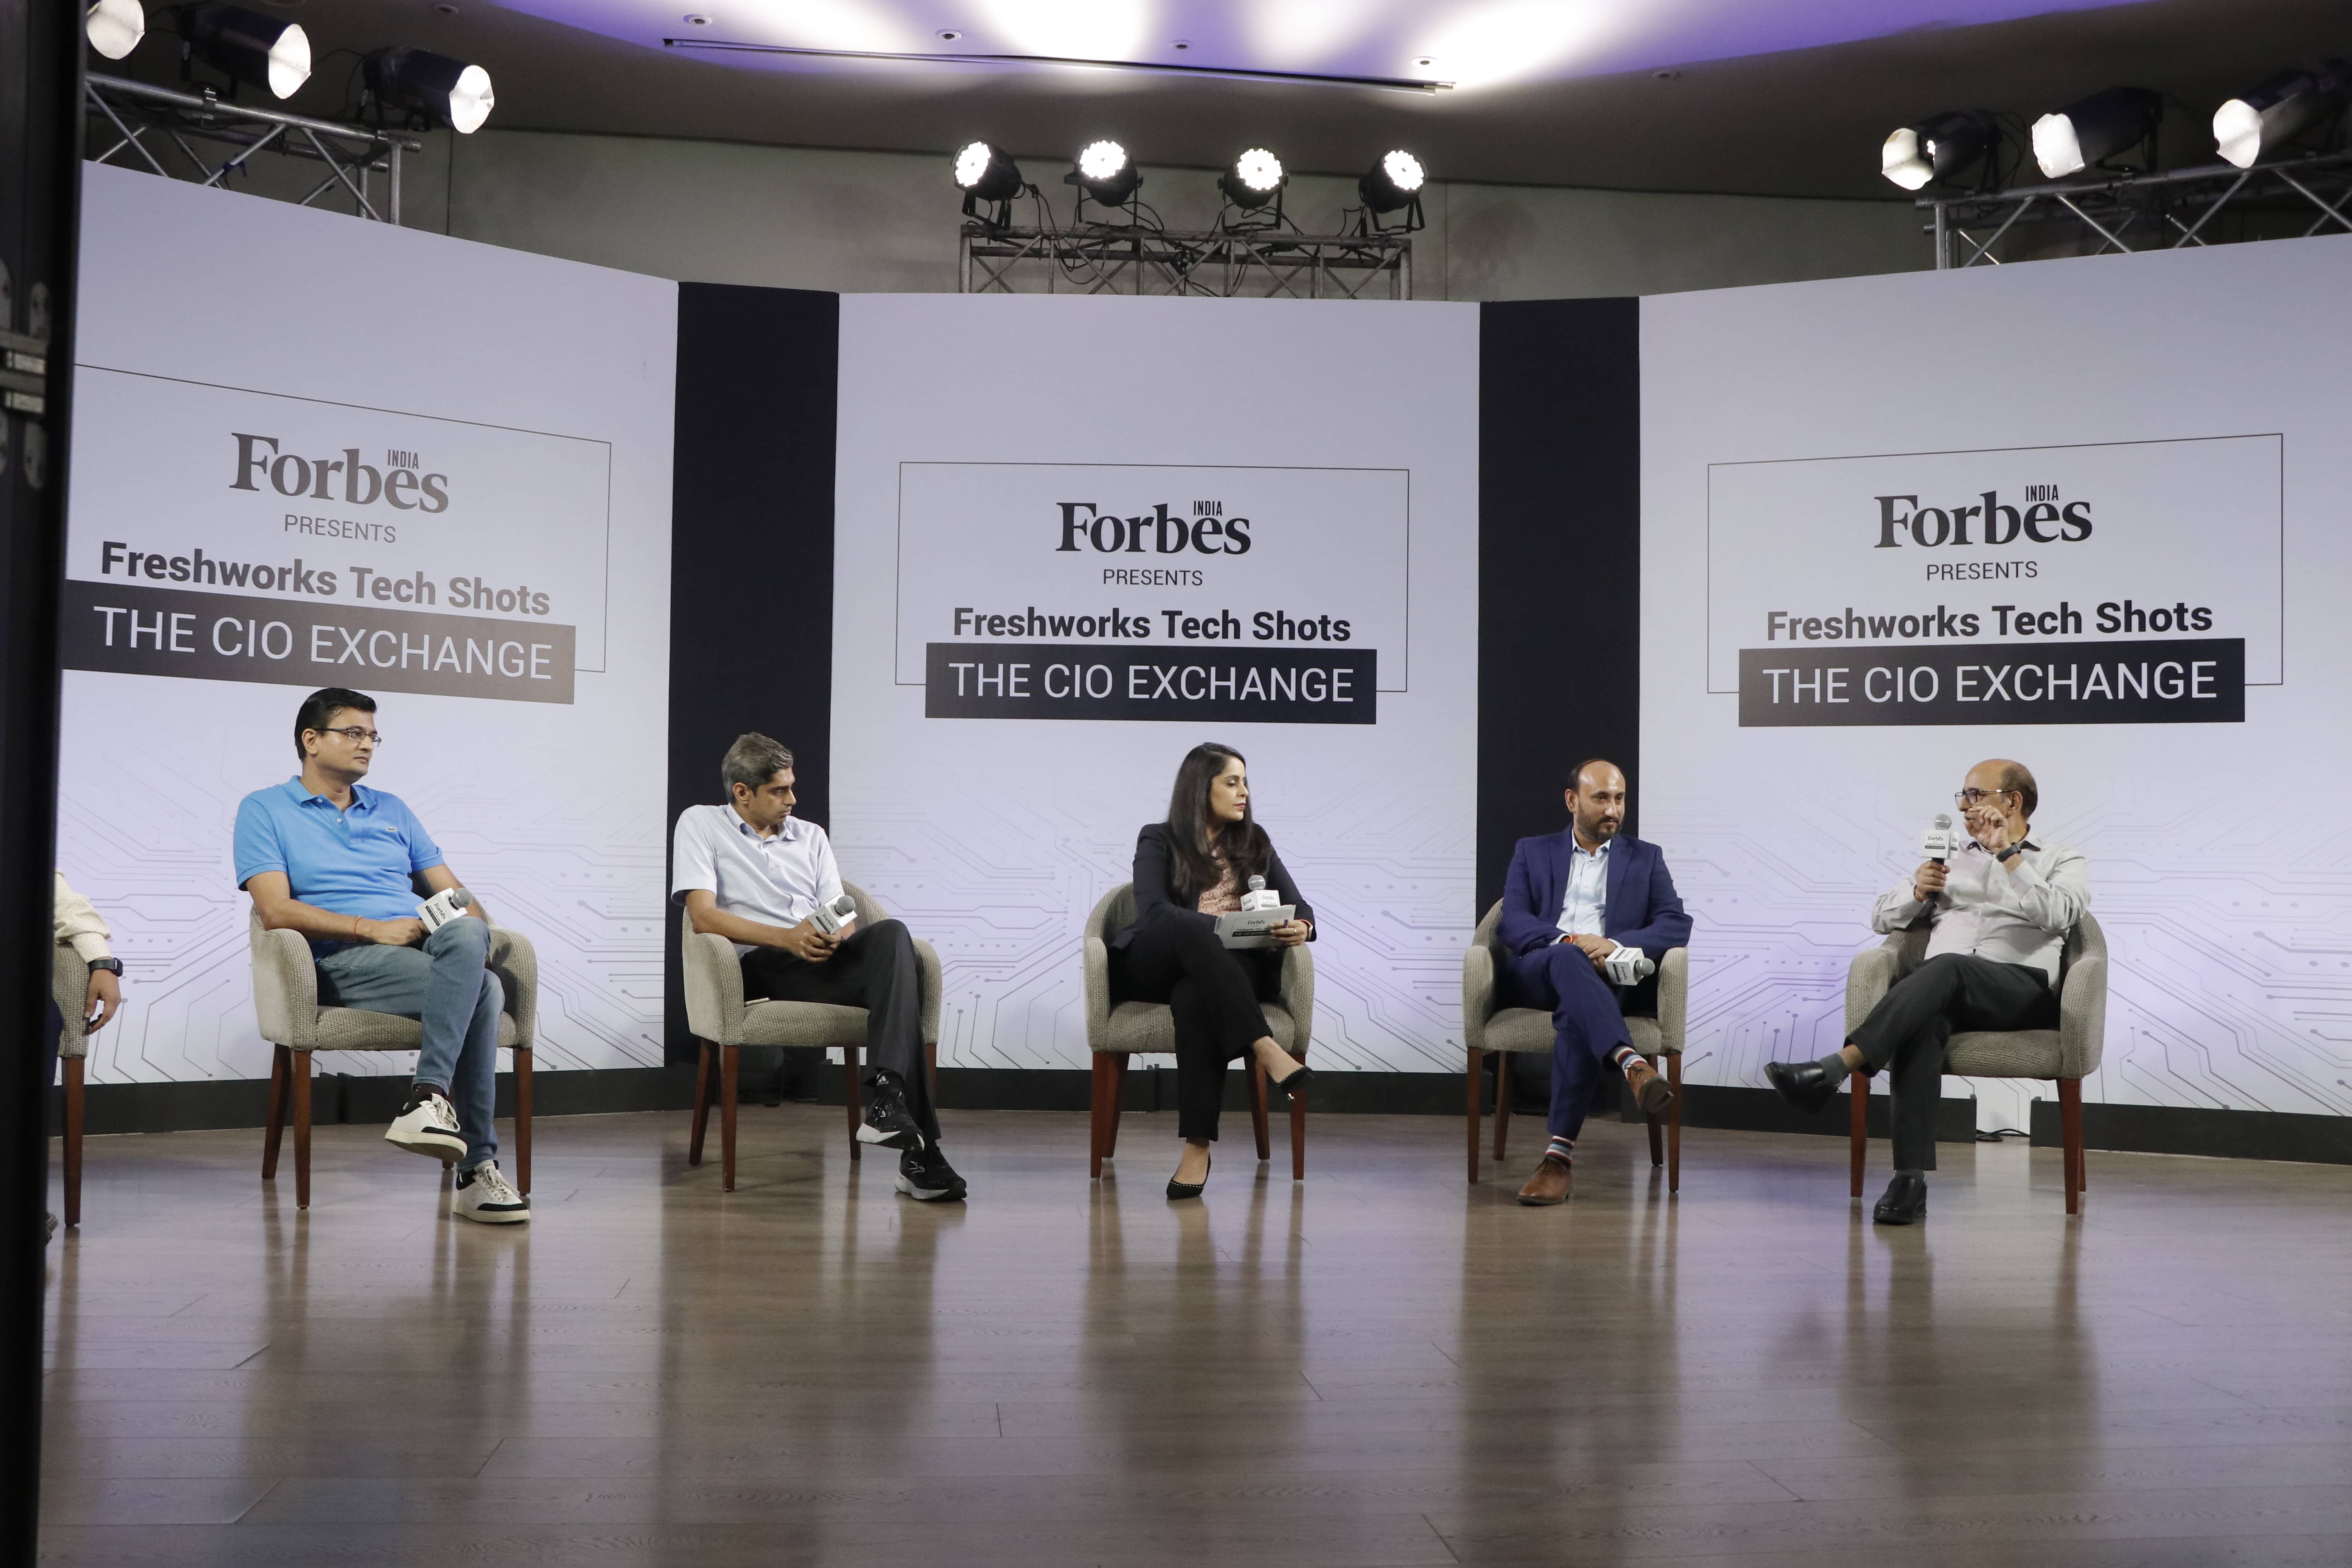 Forbes INDIA
PRESENTS
Freshworks Tech Shots
THE CIO EXCHANGE
Forbes INDIA
PRESENTS
Freshworks Tech Shots
THE CIO EXCHANGE
Forbes INDIA
PRESENTS
Freshworks Tech Shots
THE CIO EXCHANGE